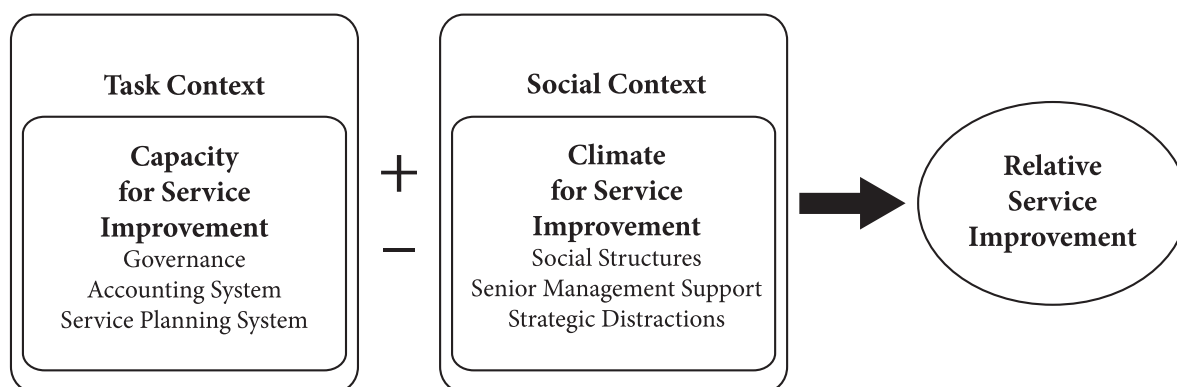 Task Context
Capacity
for Service
Improvement
Governance
Accounting System
Service Planning System
+
−
Social Context
Climate
for Service
Improvement
Social Structures
Senior Management Support
Strategic Distractions
Relative
Service
Improvement